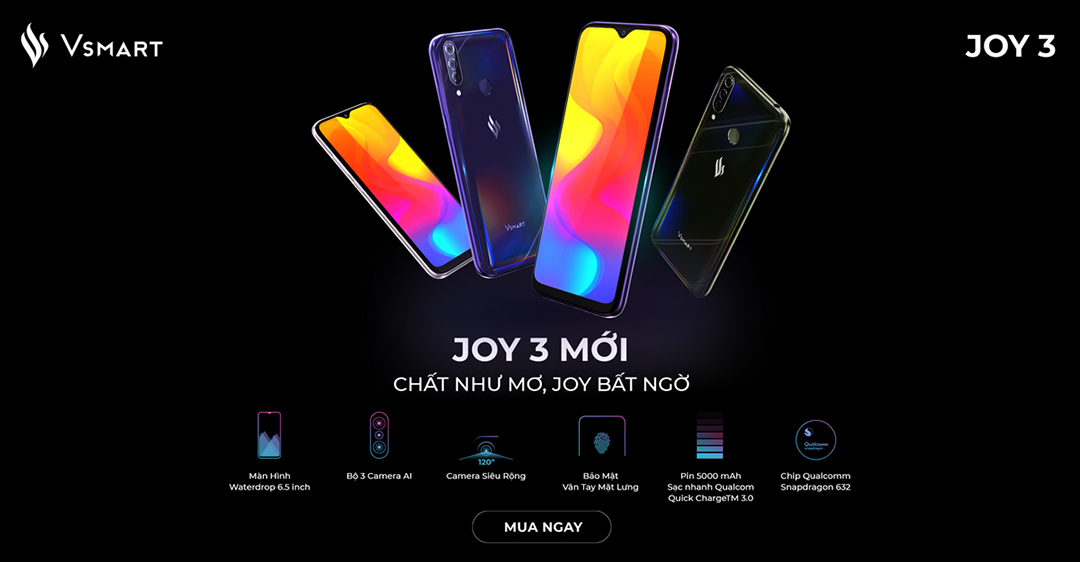 VSMART
JOY 3
VSMART
VSMART
JOY 3 MỚI
CHẤT NHƯ MƠ, JOY BẤT NGỜ
120°
Qualcomm
snapdragon
Màn Hình
Waterdrop 6.5 inch
Bộ 3 Camera AI
Camera Siêu Rộng
Bảo Mật
Vân Tay Mặt Lưng
Pin 5000 mAh
Sạc nhanh Qualcom
Quick ChargeTM 3.0
Chip Qualcomm
Snapdragon 632
MUA NGAY